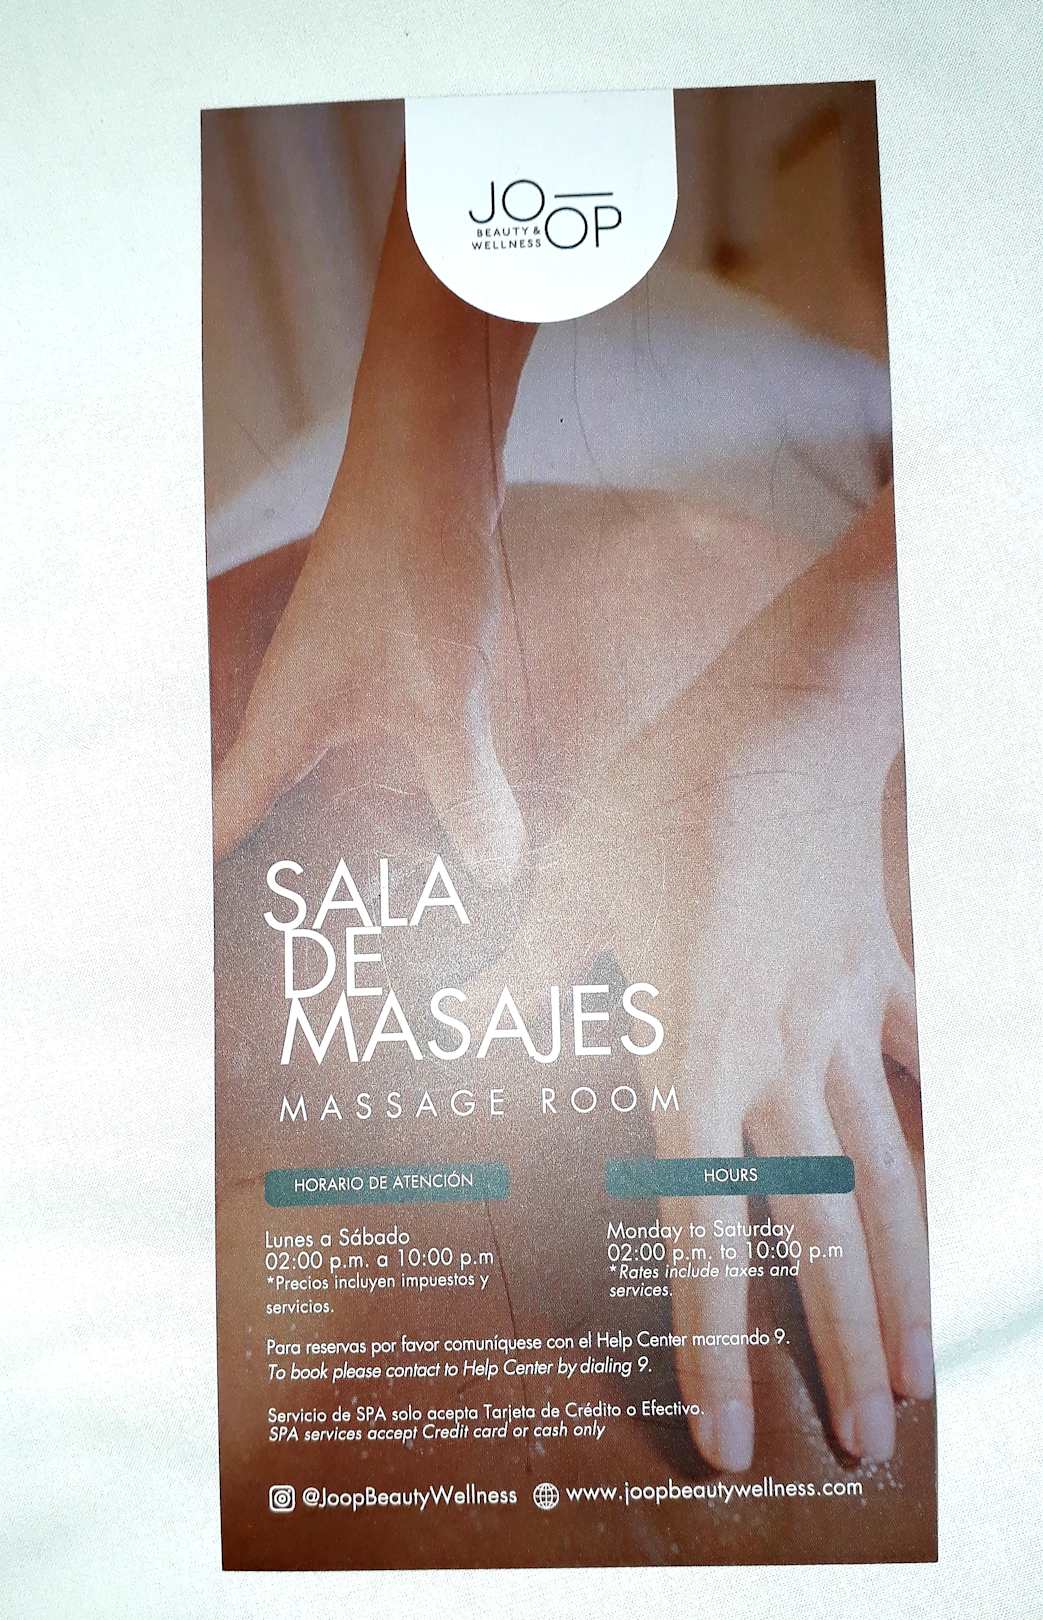 JO
OP
BEAUTY &
WELLNESS
SALA
DE
MASAJES
MASSAGE ROOM
HORARIO DE ATENCIÓN
Lunes a Sábado
02:00 p.m. a 10:00 p.m
*Precios incluyen impuestos y
servicios.
HOURS
Monday to Saturday
02:00 p.m. to 10:00 p.m
*Rates include taxes and
services.
Para reservas por favor comuníquese con el Help Center marcando 9.
To book please contact to Help Center by dialing 9.
Servicio de SPA solo acepta Tarjeta de Crédito o Efectivo.
SPA services accept Credit card or cash only
@JoopBeautyWellness www.joopbeautywellness.com